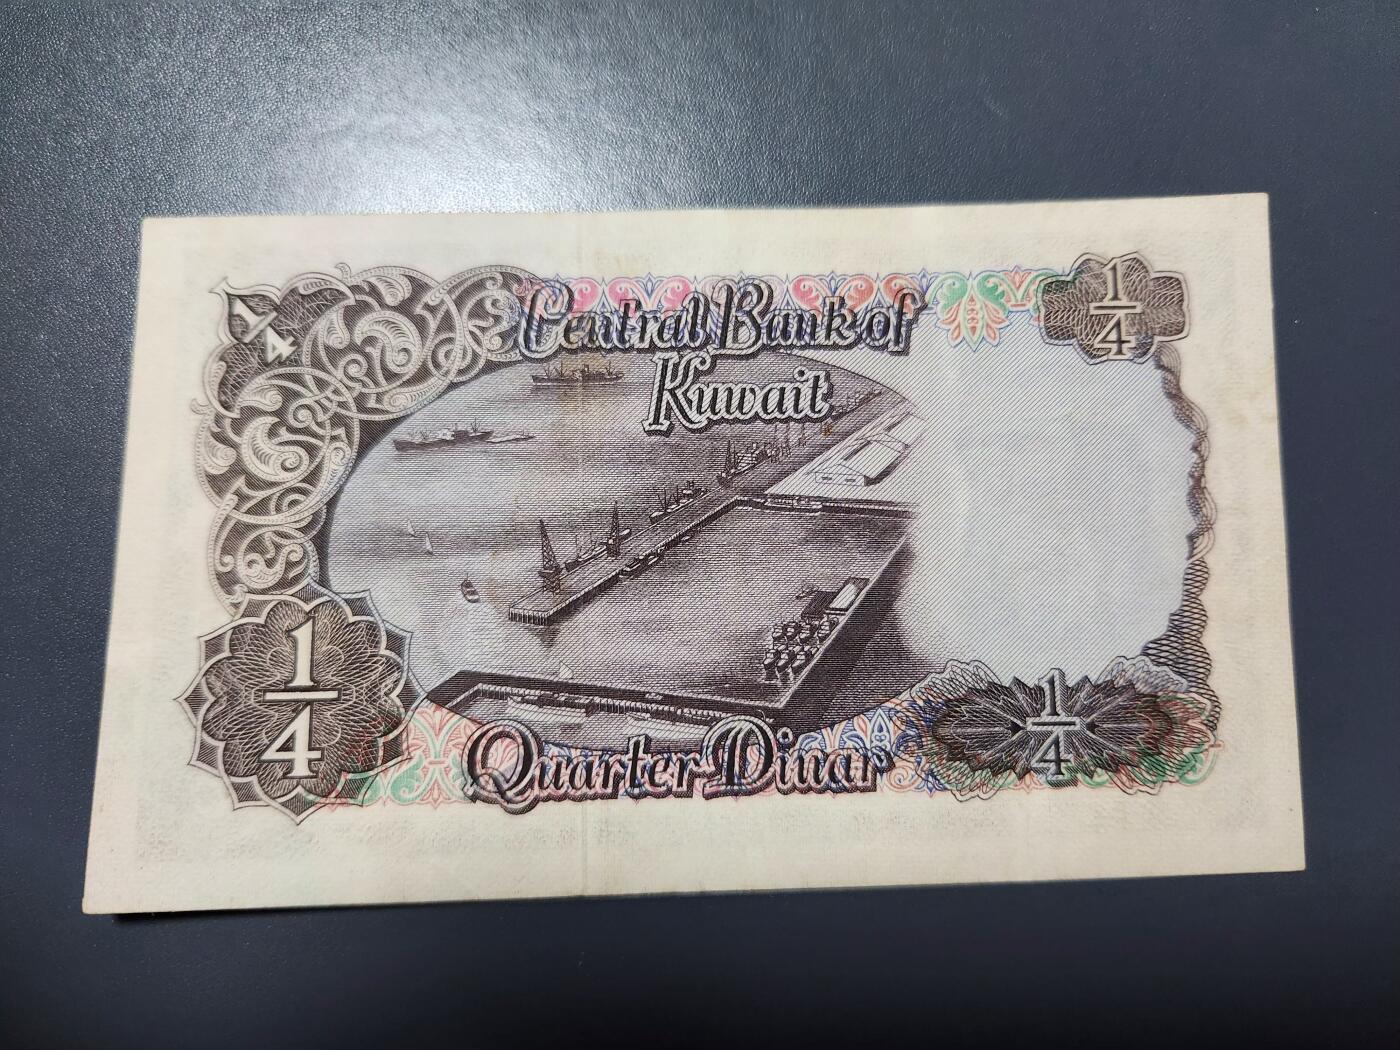 1/4
Central Bank of
1/4
Kuwait
1/4
Quarter Dinar
1/4